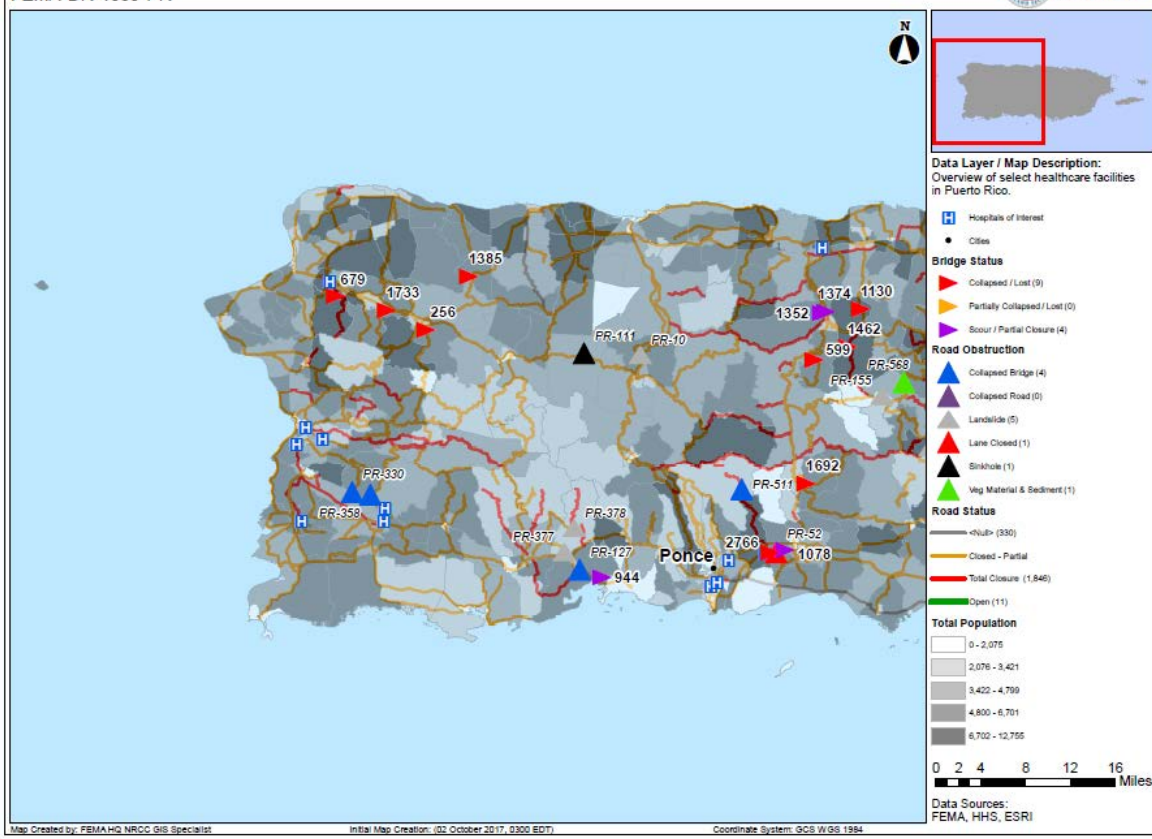 N
679
1385
1733
256
PR-111
PR-10
1374
1130
1352
1462
599
PR-568
PR-155
PR-330
PR-358
PR-378
PR-377
PR-127
944
Ponce
PR-511
1692
PR-52
2766
1078
H
H
H
H
H
H
H
H
H
H
H
Data Layer / Map Description:
Overview of select healthcare facilities
in Puerto Rico.
H Hospitals of Interest
Cities
Bridge Status
Collapsed / Lost (9)
Partially Collapsed / Lost (0)
Scour / Partial Closure (4)
Road Obstruction
Collapsed Bridge (4)
Collapsed Road (0)
Landslide (5)
Lane Closed (1)
Sinkhole (1)
Veg Material & Sediment (1)
Road Status
<Null> (330)
Closed - Partial
Total Closure (1,846)
Open (11)
Total Population
0 - 2,075
2,076 - 3,421
3,422 - 4,799
4,800 - 6,701
6,702 - 12,755
0 2 4 8 12 16
Miles
Data Sources:
FEMA, HHS, ESRI
Map Created by: FEMA HQ NRCC GIS Specialist
Initial Map Creation: (02 October 2017, 0300 EDT)
Coordinate System: GCS WGS 1984